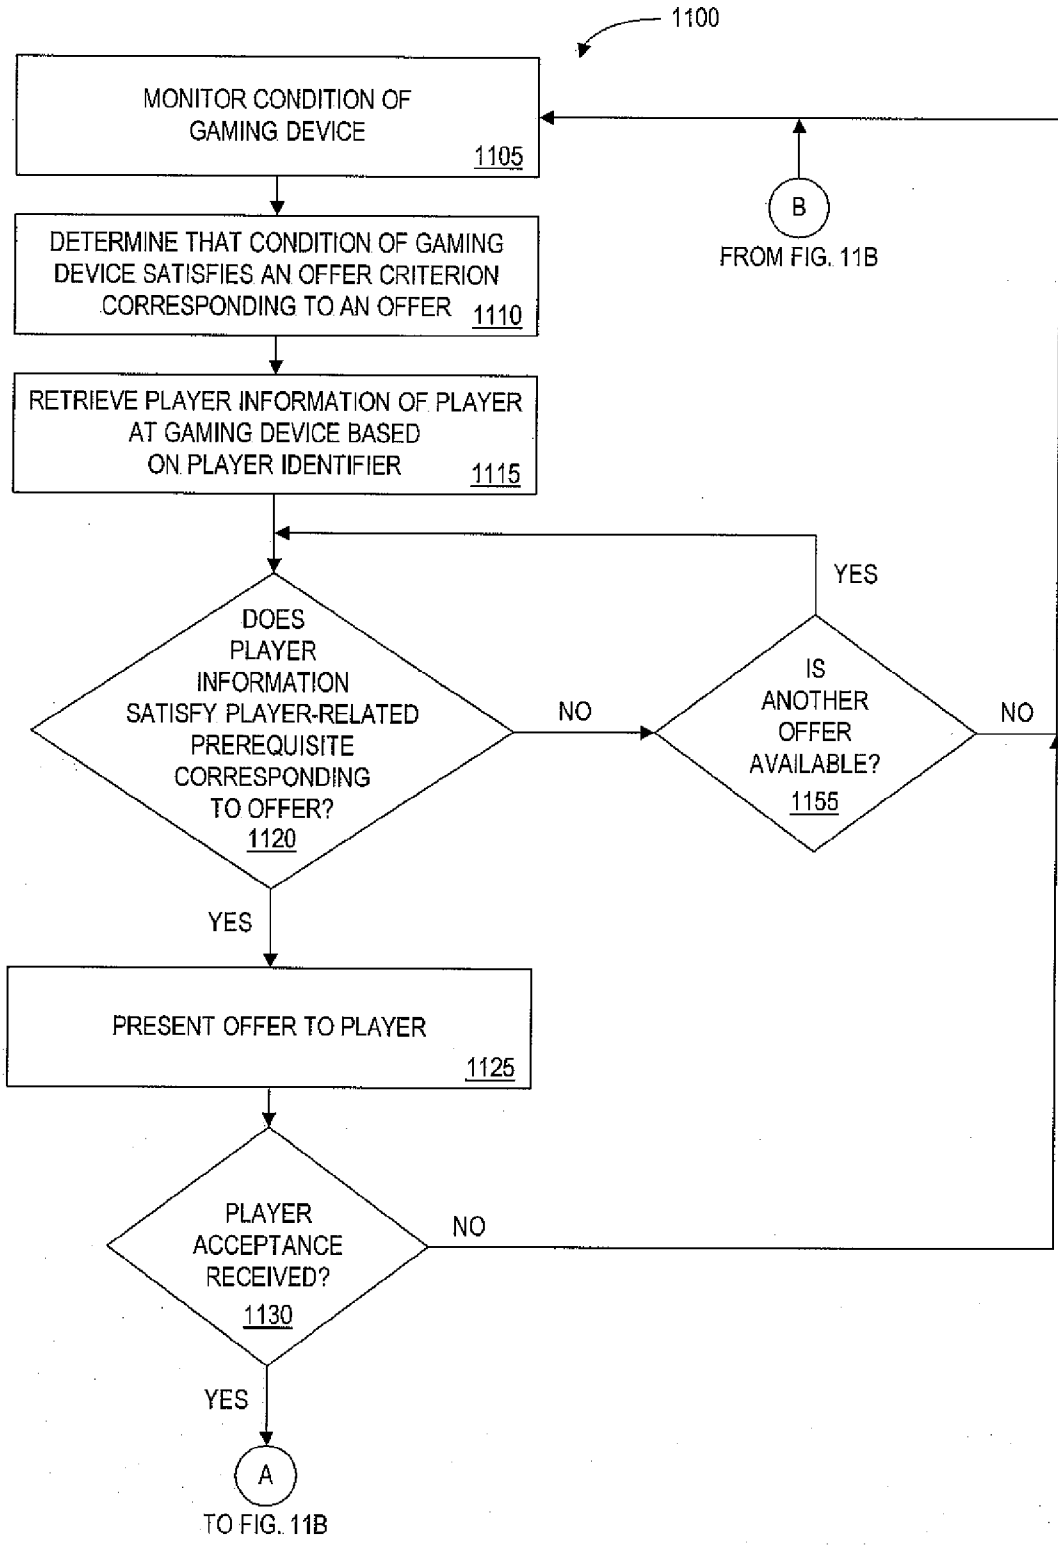 1100
MONITOR CONDITION OF
GAMING DEVICE
1105
B
FROM FIG. 11B
DETERMINE THAT CONDITION OF GAMING
DEVICE SATISFIES AN OFFER CRITERION
CORRESPONDING TO AN OFFER
1110
RETRIEVE PLAYER INFORMATION OF PLAYER
AT GAMING DEVICE BASED
ON PLAYER IDENTIFIER
1115
DOES
PLAYER
INFORMATION
SATISFY PLAYER-RELATED
PREREQUISITE
CORRESPONDING
TO OFFER?
1120
NO
YES
IS
ANOTHER
OFFER
AVAILABLE?
1155
NO
YES
PRESENT OFFER TO PLAYER
1125
PLAYER
ACCEPTANCE
RECEIVED?
1130
NO
YES
A
TO FIG. 11B